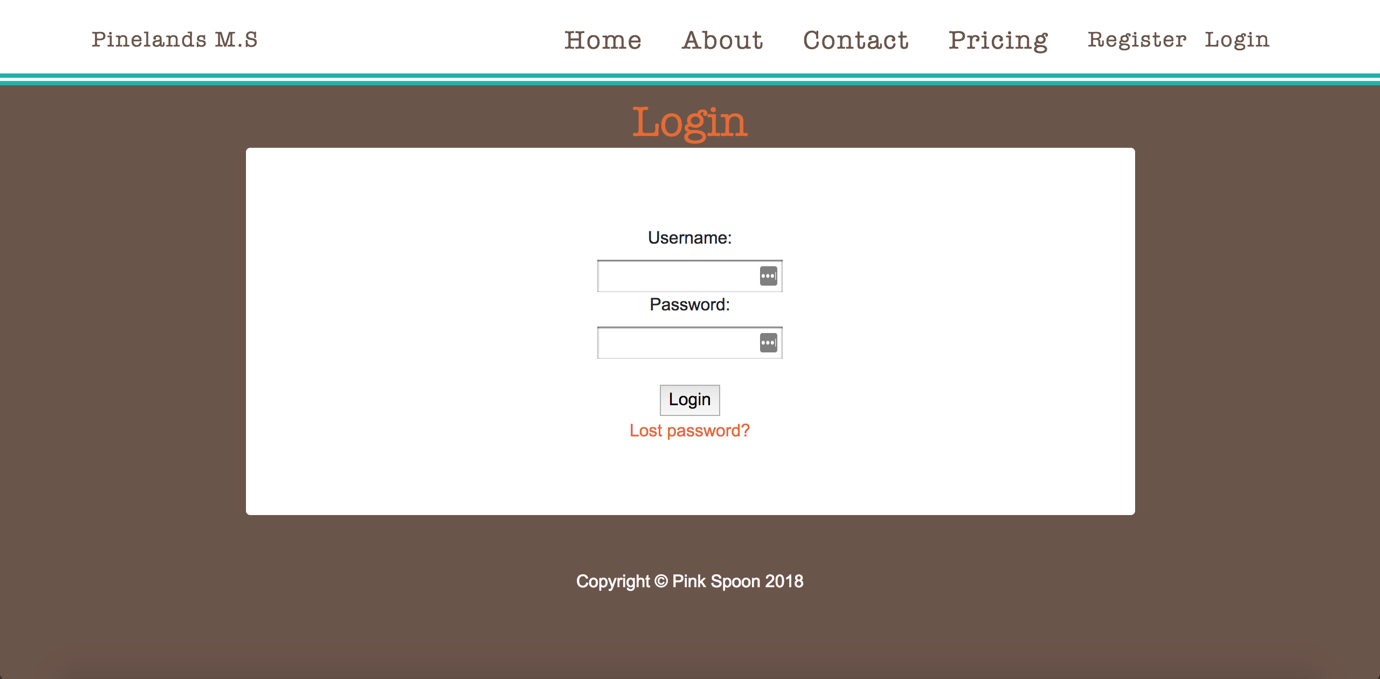 Pinelands M.S Home About Contact Pricing Register Login
Login
Username:
Password:
Login
Lost password?
Copyright © Pink Spoon 2018